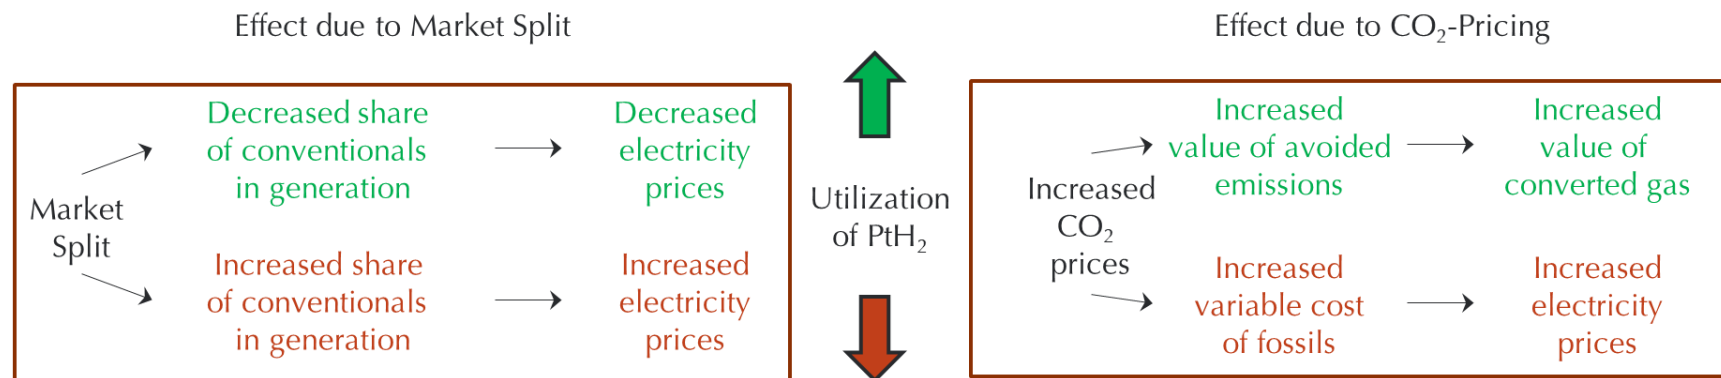 Effect due to Market Split
Market
Split
Decreased share
of conventionals
in generation
Decreased
electricity
prices
Increased share
of conventionals
in generation
Increased
electricity
prices
Utilization
of PtH₂
Effect due to CO₂-Pricing
Increased
CO₂
prices
Increased
value of avoided
emissions
Increased
value of
converted gas
Increased
variable cost
of fossils
Increased
electricity
prices